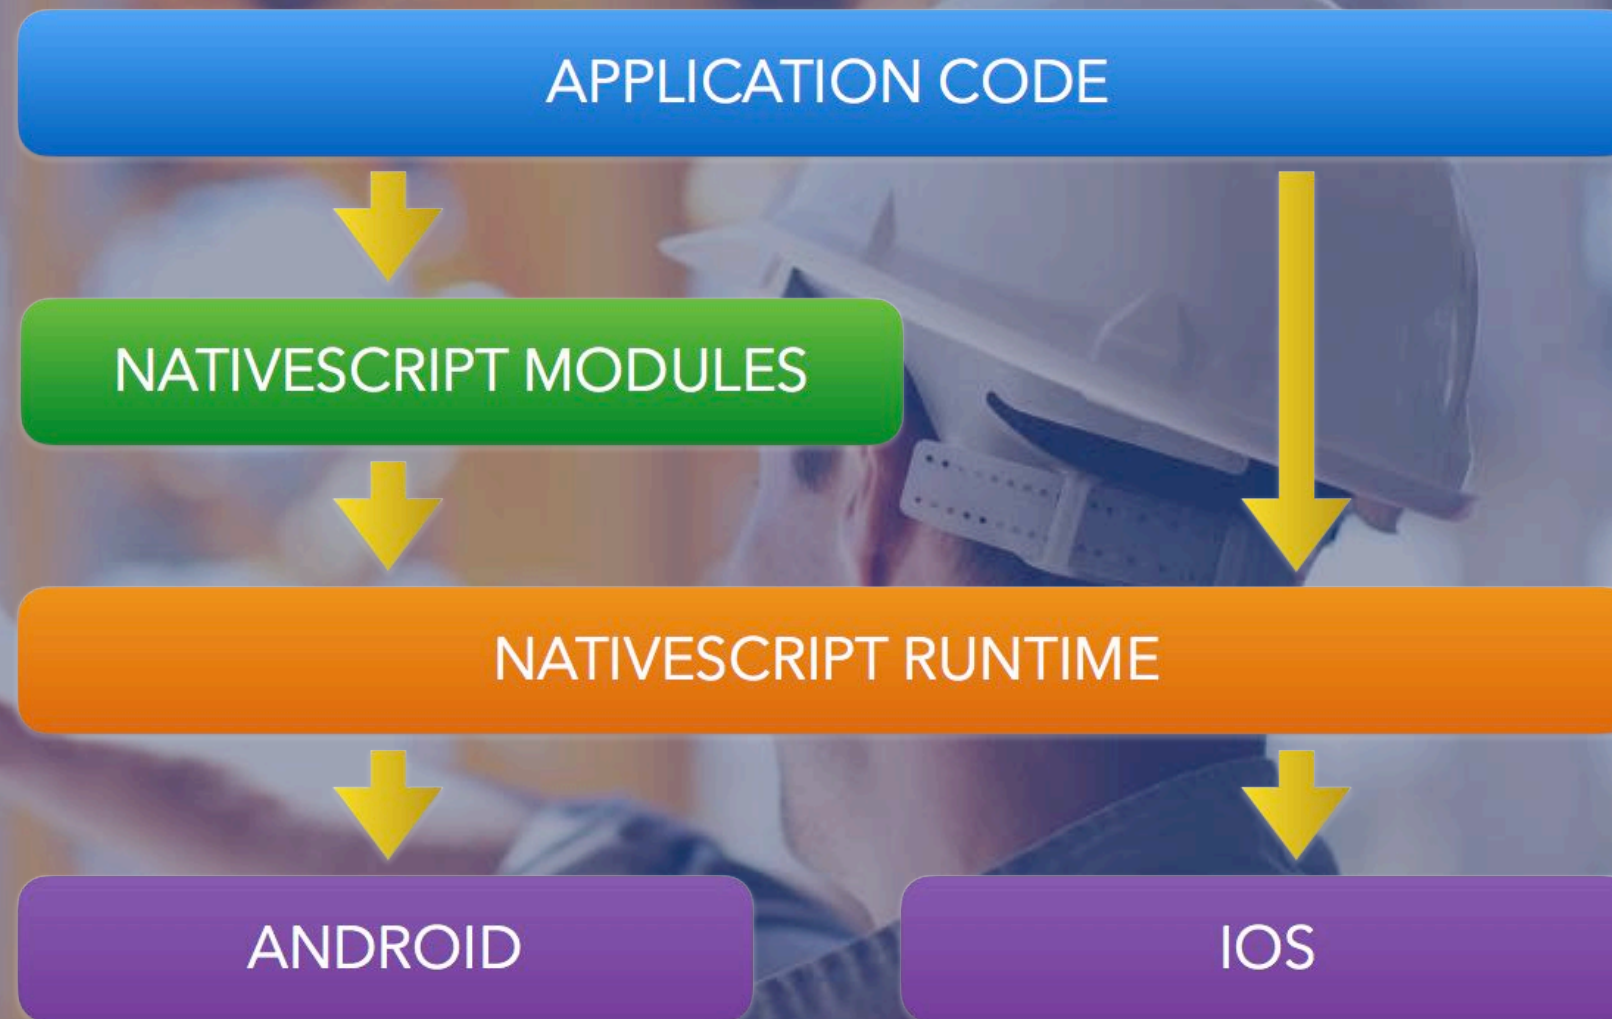 APPLICATION CODE
NATIVESCRIPT MODULES
NATIVESCRIPT RUNTIME
ANDROID
IOS